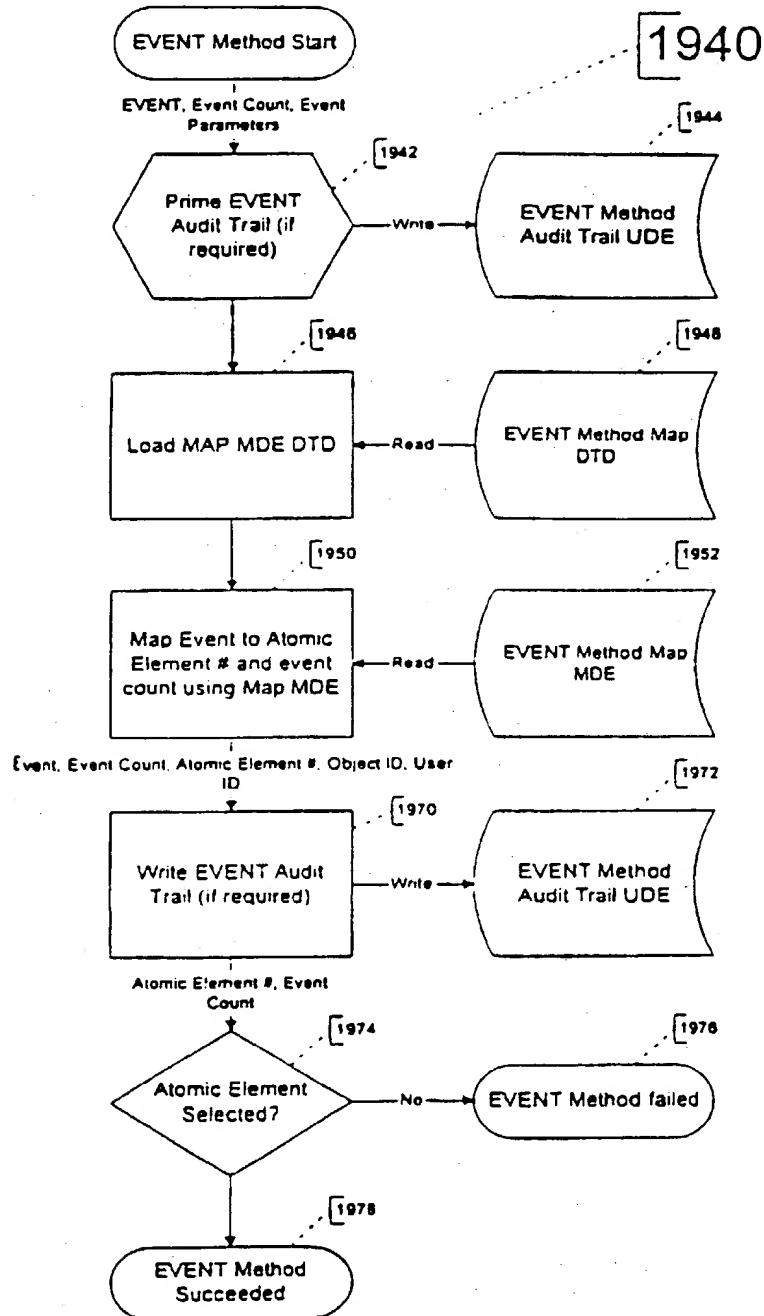 EVENT Method Start
1940
EVENT, Event Count, Event
Parameters
1944
1942
Prime EVENT
Audit Trail (if
required)
Write
EVENT Method
Audit Trail UDE
1946
1948
Load MAP MDE DTD
Read
EVENT Method Map
DTD
1950
1952
Map Event to Atomic
Element # and event
count using Map MDE
Read
EVENT Method Map
MDE
Event, Event Count, Atomic Element #, Object ID, User
ID
1970
1972
Write EVENT Audit
Trail (if required)
Write
EVENT Method
Audit Trail UDE
Atomic Element #, Event
Count
1974
1976
Atomic Element
Selected?
No
EVENT Method failed
1978
EVENT Method
Succeeded